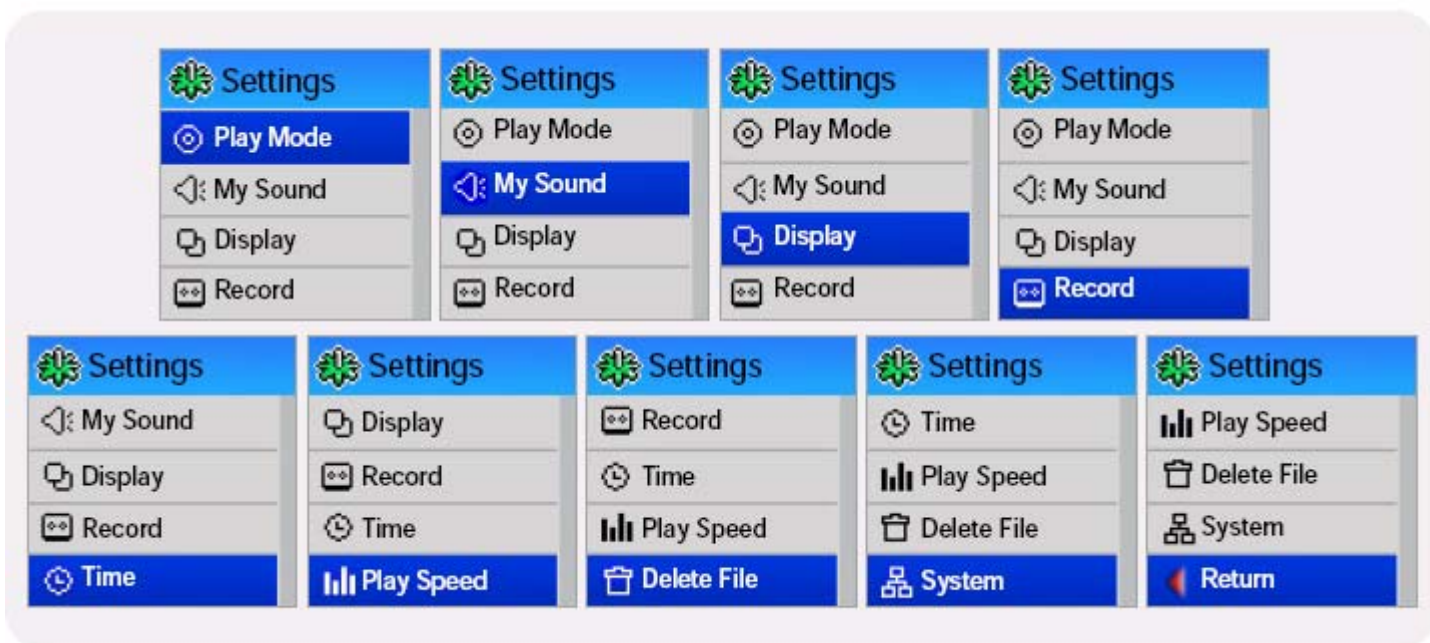 Settings
Play Mode
My Sound
Display
Record
Settings
Play Mode
My Sound
Display
Record
Settings
Play Mode
My Sound
Display
Record
Settings
Play Mode
My Sound
Display
Record
Settings
My Sound
Display
Record
Time
Settings
Display
Record
Time
Play Speed
Settings
Record
Time
Play Speed
Delete File
Settings
Time
Play Speed
Delete File
System
Settings
Play Speed
Delete File
System
Return